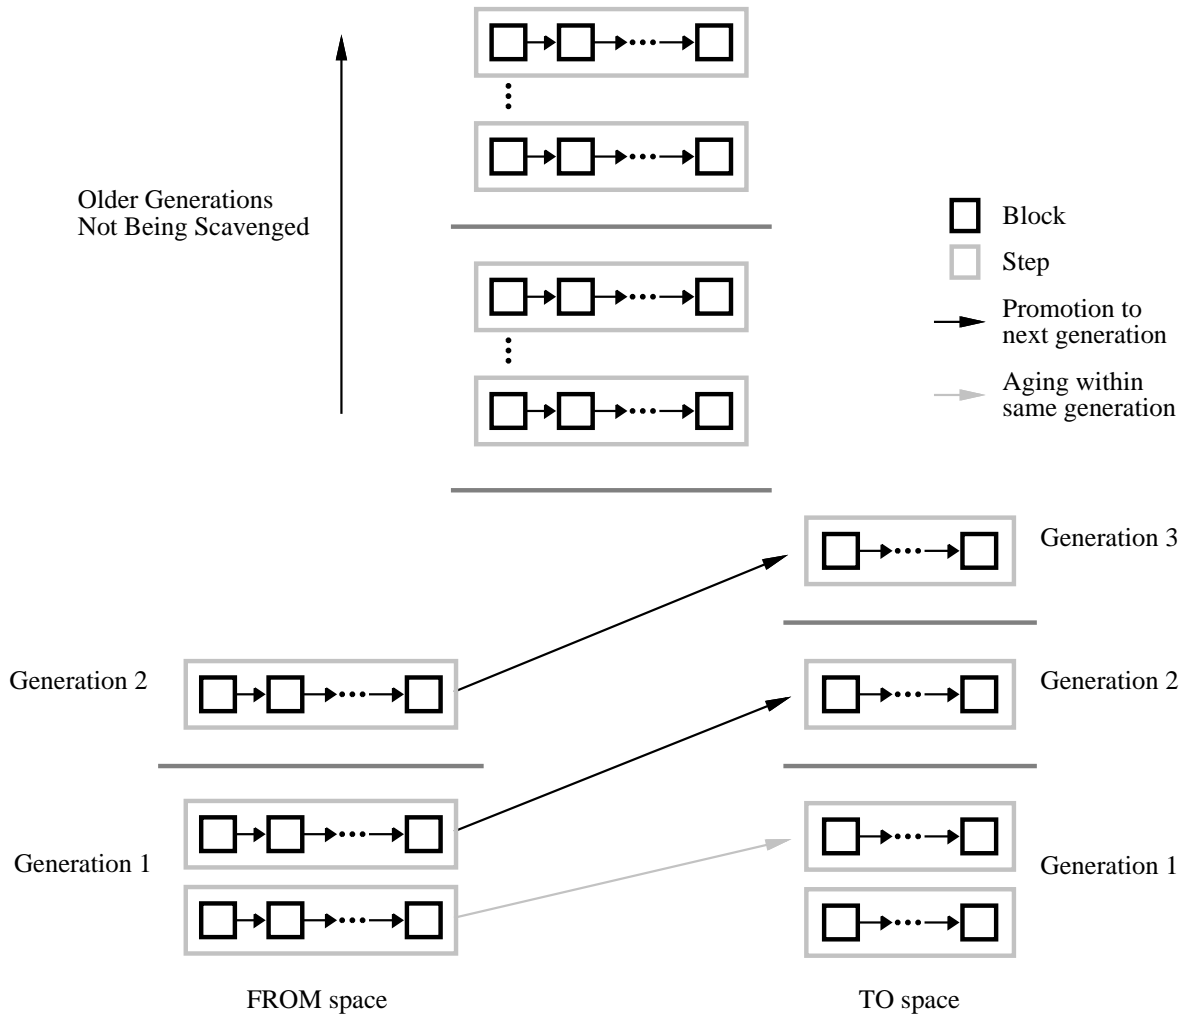 Older Generations
Not Being Scavenged
Block
Step
Promotion to
next generation
Aging within
same generation
Generation 3
Generation 2
Generation 2
Generation 1
Generation 1
FROM space
TO space